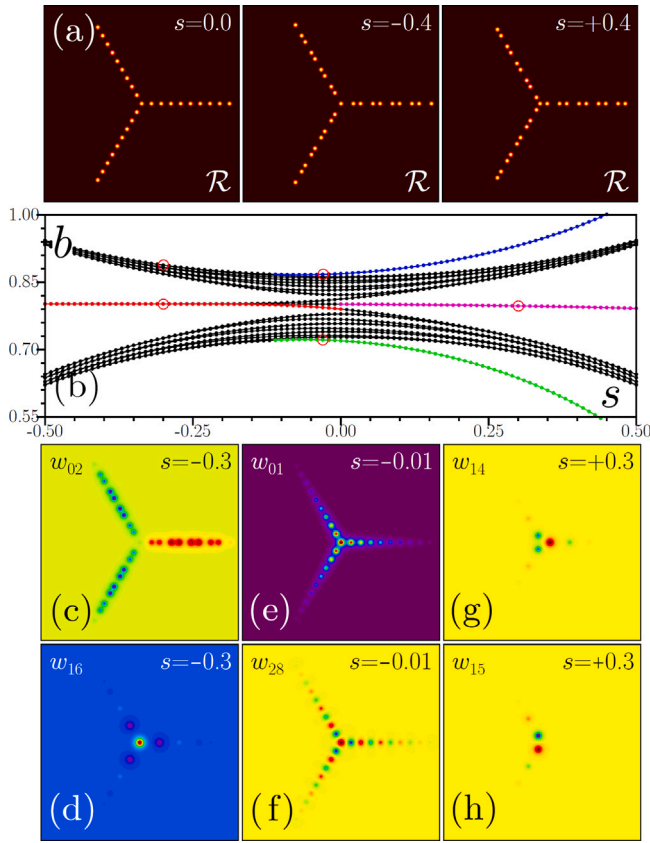 (a) s=0.0 s=−0.4 s=+0.4
ℛ ℛ ℛ
1.00
b
0.85
0.70
(b) s
0.55
-0.50 -0.25 0.00 0.25 0.50
w02 s=−0.3 w01 s=−0.01 w14 s=+0.3
(c) (e) (g)
w16 s=−0.3 w28 s=−0.01 w15 s=+0.3
(d) (f) (h)